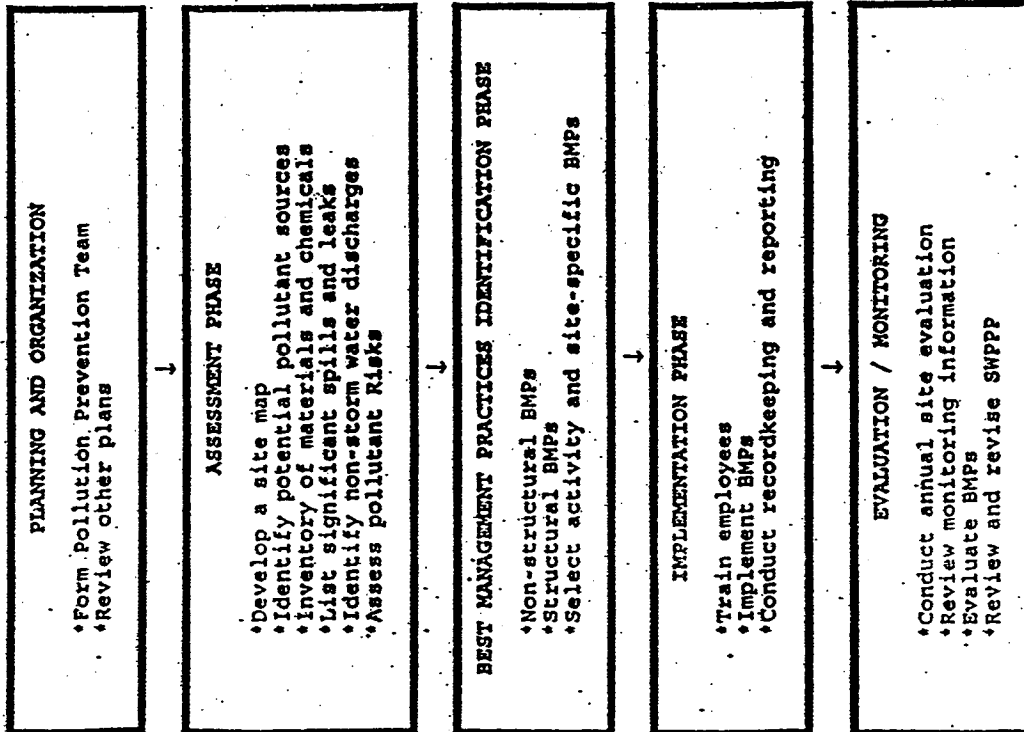 PLANNING AND ORGANIZATION
*Form Pollution Prevention Team
*Review other plans
→
ASSESSMENT PHASE
*Develop a site map
*Identify potential pollutant sources
*Inventory of materials and chemicals
*List significant spills and leaks
*Identify non-storm water discharges
*Assess pollutant Risks
→
BEST MANAGEMENT PRACTICES IDENTIFICATION PHASE
*Non-structural BMPs
*Structural BMPs
*Select activity and site-specific BMPs
→
IMPLEMENTATION PHASE
*Train employees
*Implement BMPs
*Conduct recordkeeping and reporting
→
EVALUATION / MONITORING
*Conduct annual site evaluation
*Review monitoring information
*Evaluate BMPs
*Review and revise SWPPP